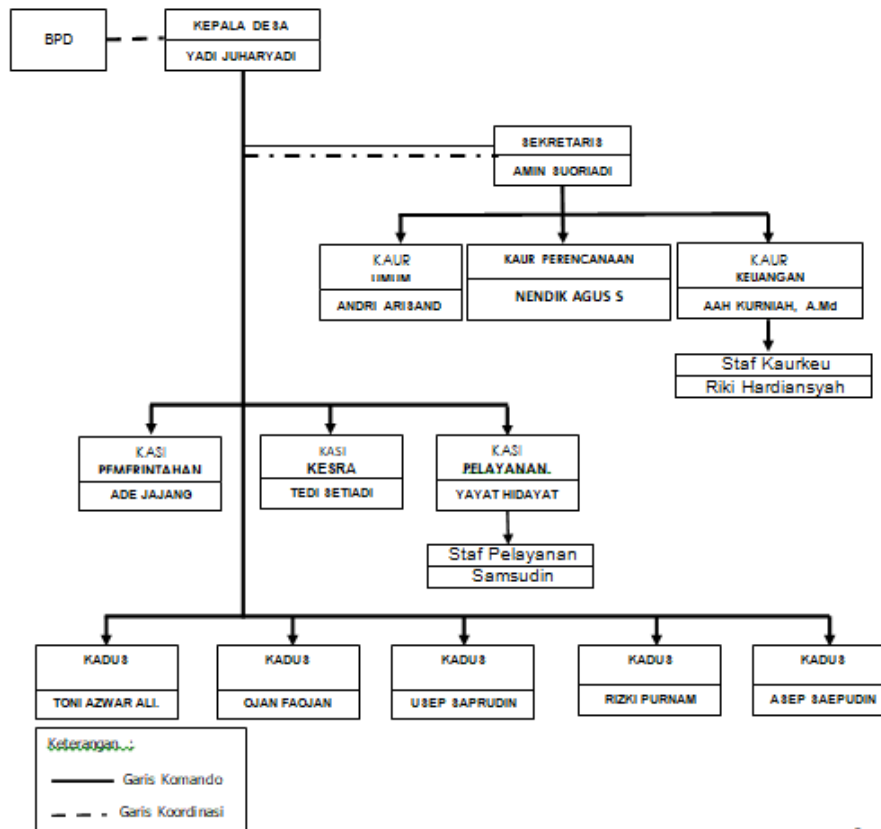 BPD
KEPALA DESA
YADI JUHARYADI
SEKRETARIS
AMIN SUORIADI
KAUR
UMUM
ANDRI ARISAND
KAUR PERENCANAAN
NENDIK AGUS S
KAUR
KEUANGAN
AAH KURNIAH, A.Md
Staf Kaurkeu
Riki Hardiansyah
KASI
PEMERINTAHAN
ADE JAJANG
KASI
KESRA
TEDI SETIADI
KASI
PELAYANAN.
YAYAT HIDAYAT
Staf Pelayanan
Samsudin
KADUS
TONI AZWAR ALI.
KADUS
OJAN FAOJAN
KADUS
USEP SAPRUDIN
KADUS
RIZKI PURNAM
KADUS
ASEP SAEPUDIN
Keterangan :
Garis Komando
Garis Koordinasi